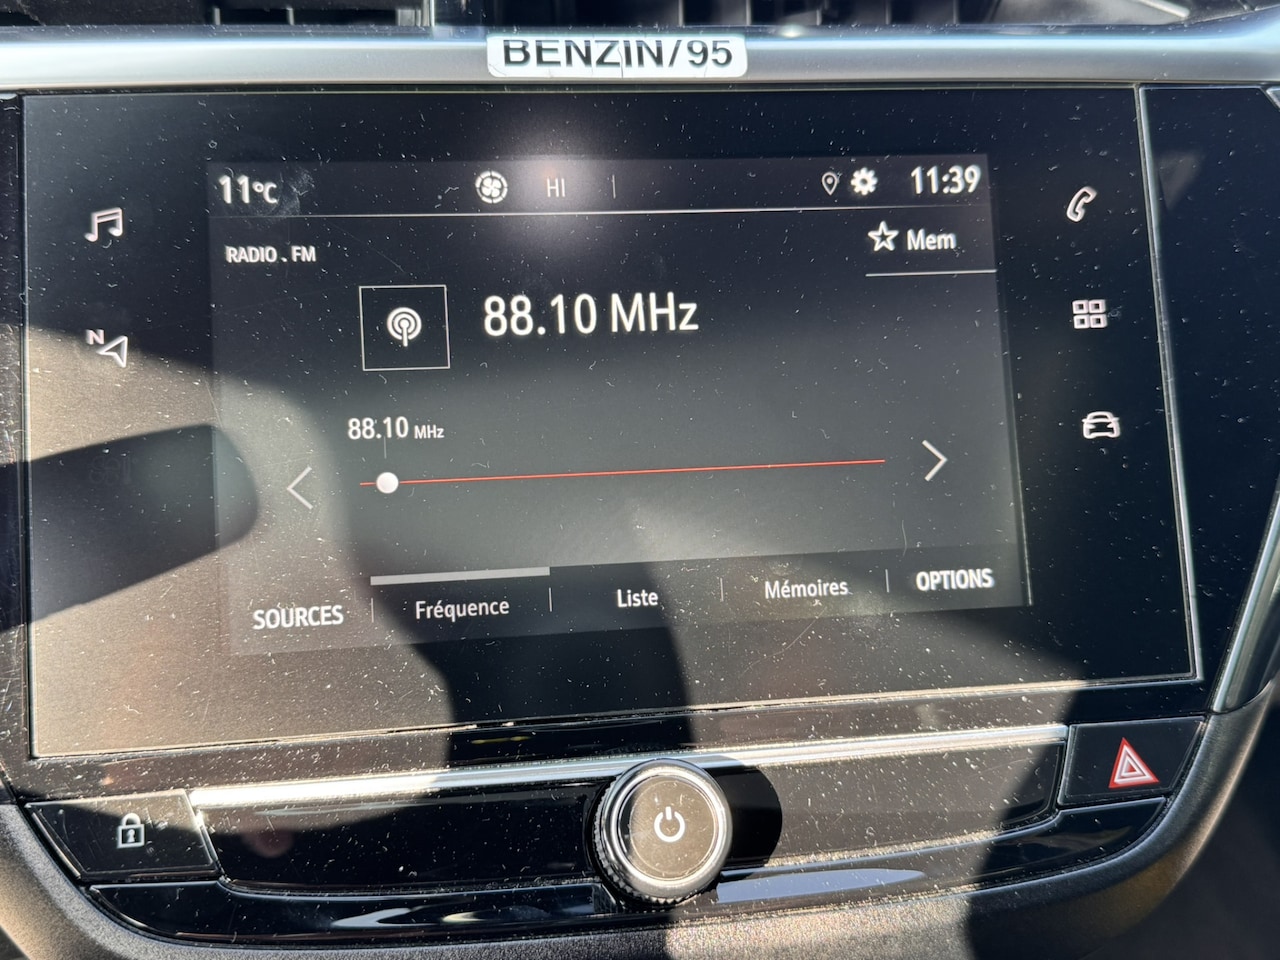 BENZIN/95
11°C
HI
11:39
RADIO . FM
Mem
N
88.10 MHz
88.10 MHz
SOURCES
Fréquence
Liste
Mémoires
OPTIONS